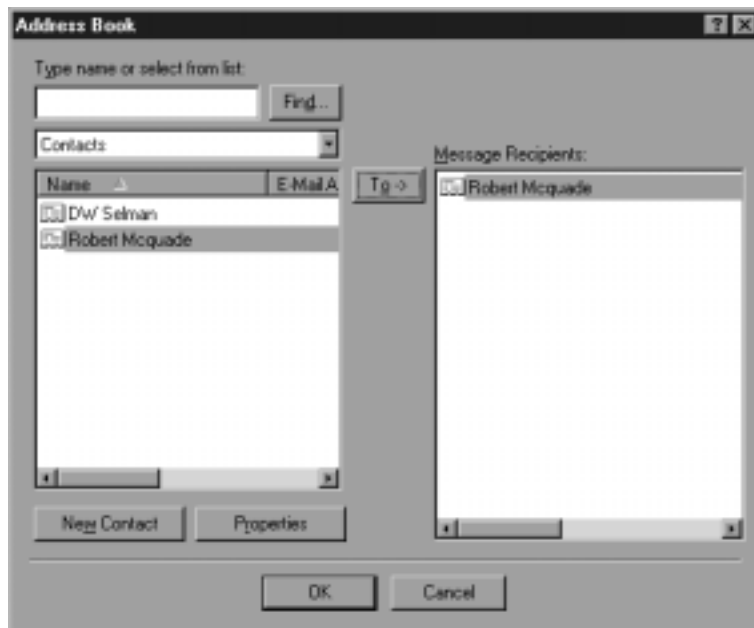 Address Book
Type name or select from list:
Find...
Contacts
Message Recipients:
Name E-Mail A
To ->
Robert Mcquade
DW Selman
Robert Mcquade
New Contact Properties
OK Cancel